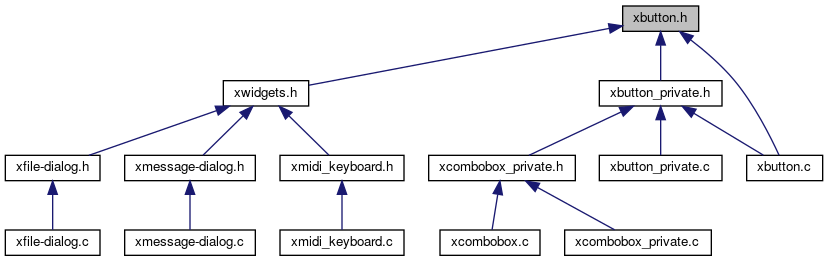 xbutton.h
xwidgets.h
xbutton_private.h
xfile-dialog.h
xmessage-dialog.h
xmidi_keyboard.h
xcombobox_private.h
xbutton_private.c
xbutton.c
xfile-dialog.c
xmessage-dialog.c
xmidi_keyboard.c
xcombobox.c
xcombobox_private.c